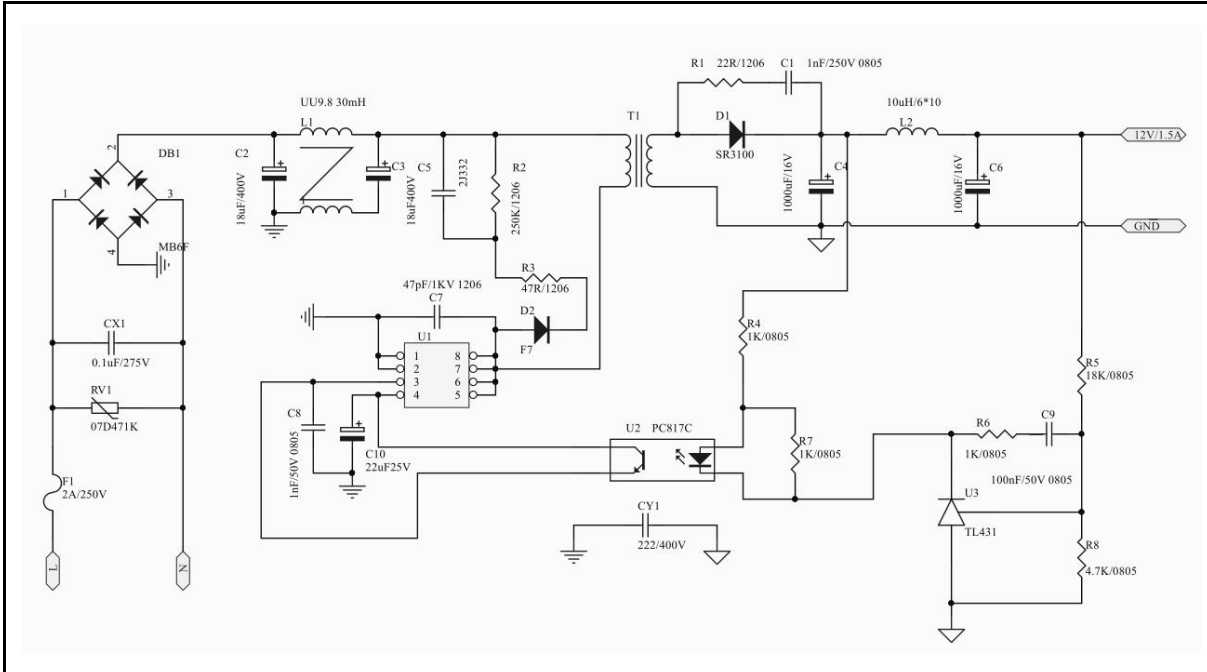 R1 22R/1206 C1 1nF/250V 0805
UU9.8 30mH
L1
T1
D1
SR3100
10uH/6*10
L2
12V/1.5A
2
DB1
1
3
4
MB6F
C2
18uF/400V
C3
18uF400V
C5
2J332
R2
250K/1206
C4
1000uF/16V
C6
1000uF/16V
GND
R3
47R/1206
47pF/1KV 1206
C7
D2
F7
U1
1 8
2 7
3 6
4 5
CX1
0.1uF/275V
RV1
07D471K
R4
1K/0805
R5
18K/0805
C8
1nF/50V 0805
C10
22uF25V
U2 PC817C
R7
1K/0805
R6
1K/0805
C9
100nF/50V 0805
F1
2A/250V
CY1
222/400V
U3
TL431
R8
4.7K/0805
L
N